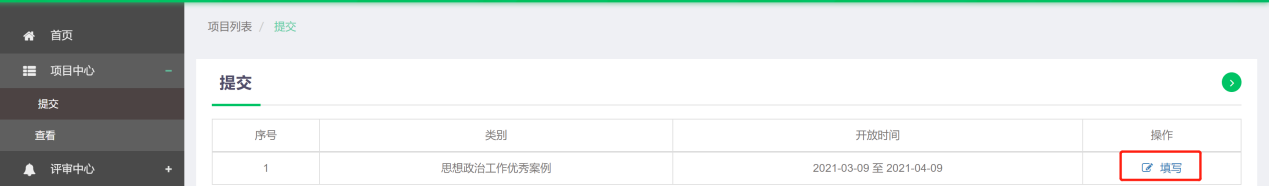 首页
项目中心 -
提交
查看
评审中心 +
项目列表 / 提交
提交
序号 类别 开放时间 操作
1 思想政治工作优秀案例 2021-03-09 至 2021-04-09 填写